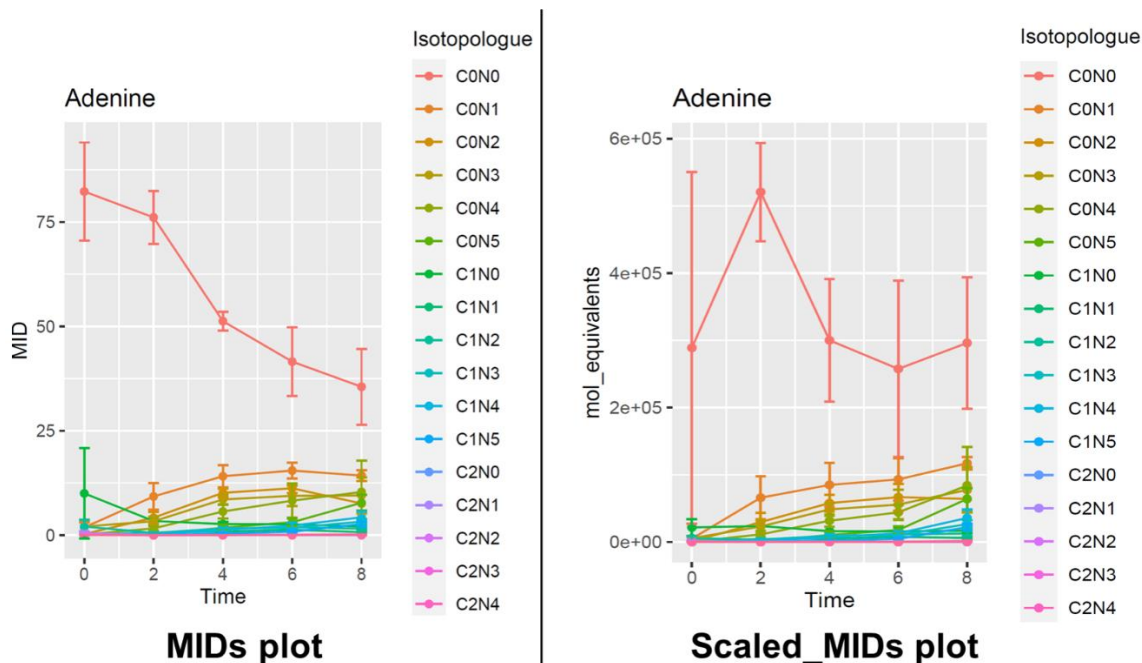 Isotopologue
Adenine
MID
75
50
25
0
0 2 4 6 8
Time
C0N0
C0N1
C0N2
C0N3
C0N4
C0N5
C1N0
C1N1
C1N2
C1N3
C1N4
C1N5
C2N0
C2N1
C2N2
C2N3
C2N4
MIDs plot
Isotopologue
Adenine
mol_equivalents
6e+05
4e+05
2e+05
0e+00
0 2 4 6 8
Time
C0N0
C0N1
C0N2
C0N3
C0N4
C0N5
C1N0
C1N1
C1N2
C1N3
C1N4
C1N5
C2N0
C2N1
C2N2
C2N3
C2N4
Scaled_MIDs plot